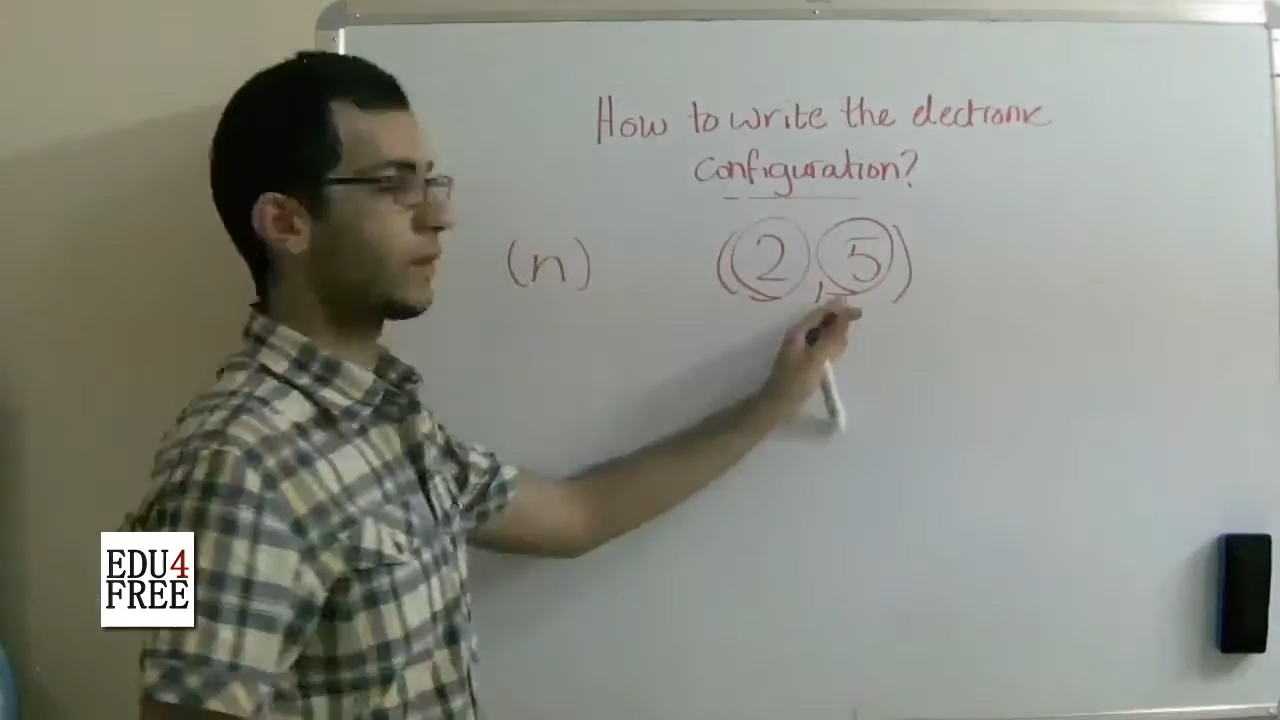 How to write the electronic
configuration?
(n) (2, 5)
EDU4
FREE